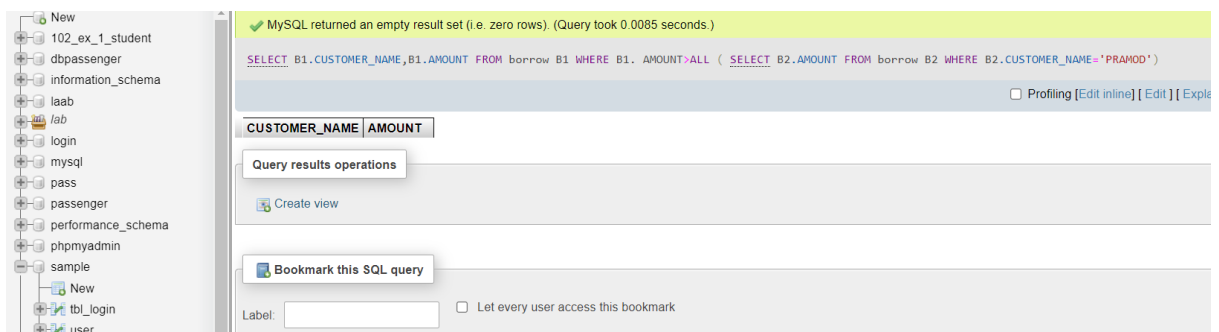 New
102_ex_1_student
dbpassenger
information_schema
laab
lab
login
mysql
pass
passenger
performance_schema
phpmyadmin
sample
New
tbl_login
user
MySQL returned an empty result set (i.e. zero rows). (Query took 0.0085 seconds.)
SELECT B1.CUSTOMER_NAME,B1.AMOUNT FROM borrow B1 WHERE B1. AMOUNT>ALL ( SELECT B2.AMOUNT FROM borrow B2 WHERE B2.CUSTOMER_NAME='PRAMOD')
Profiling [Edit inline] [ Edit ] [ Expla
CUSTOMER_NAME AMOUNT
Query results operations
Create view
Bookmark this SQL query
Label: Let every user access this bookmark